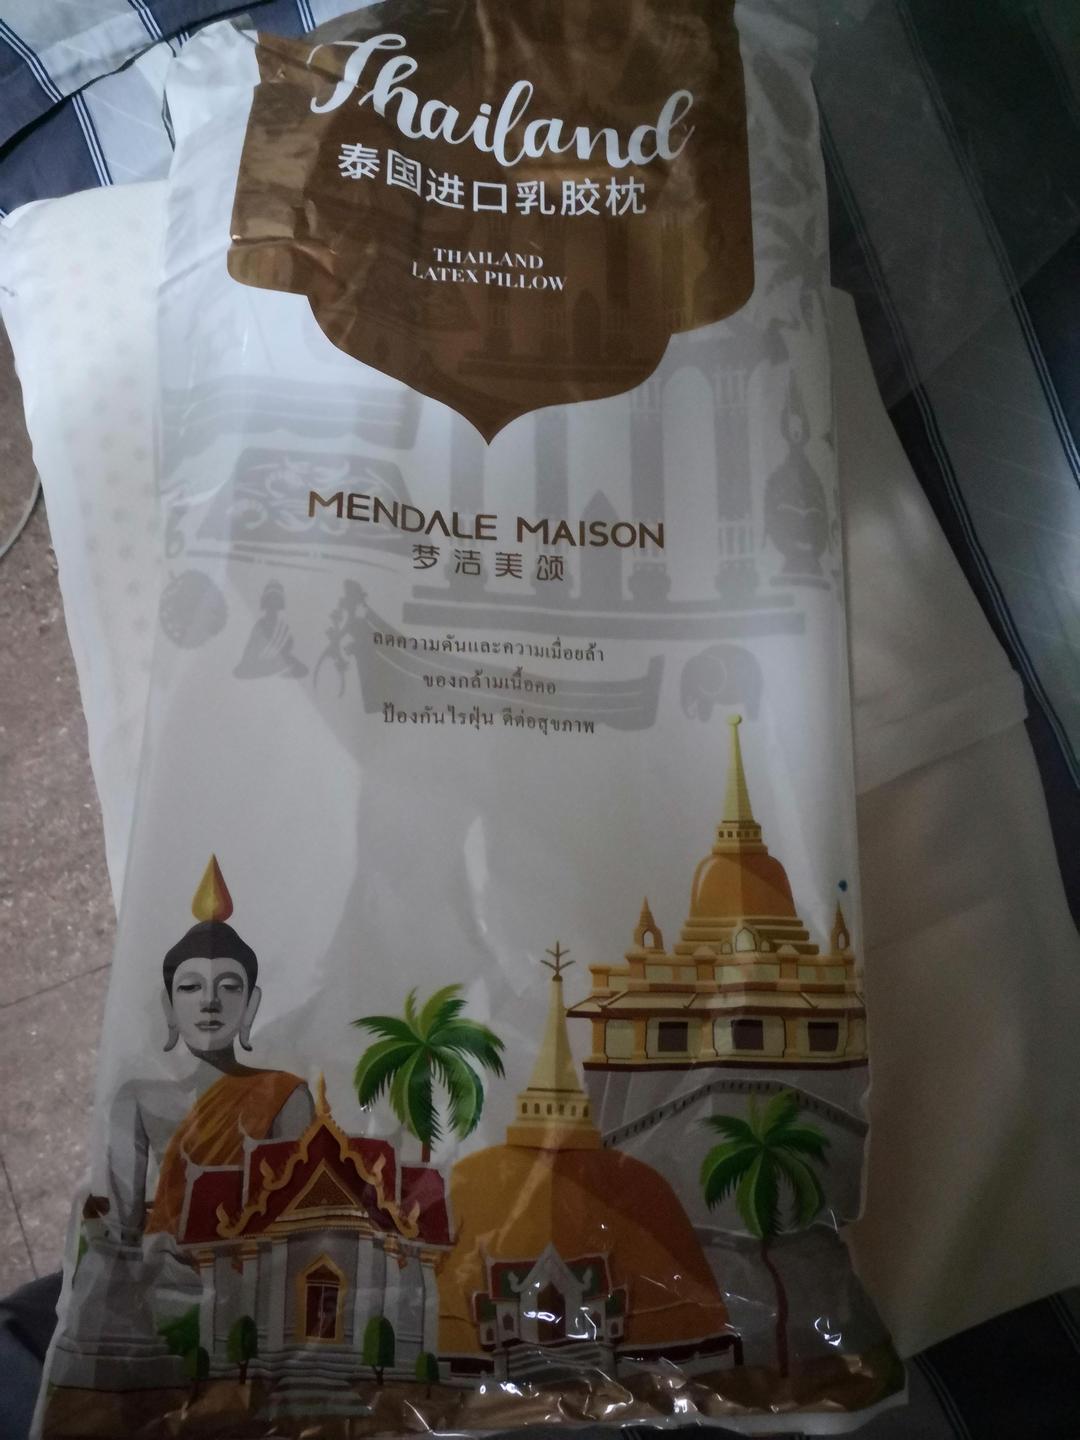 Thailand
泰国进口乳胶枕
THAILAND
LATEX PILLOW
MENDALE MAISON
梦洁美颂
ลดความดันและความเมื่อยล้า
ของกล้ามเนื้อคอ
ป้องกันไรฝุ่น ดีต่อสุขภาพ